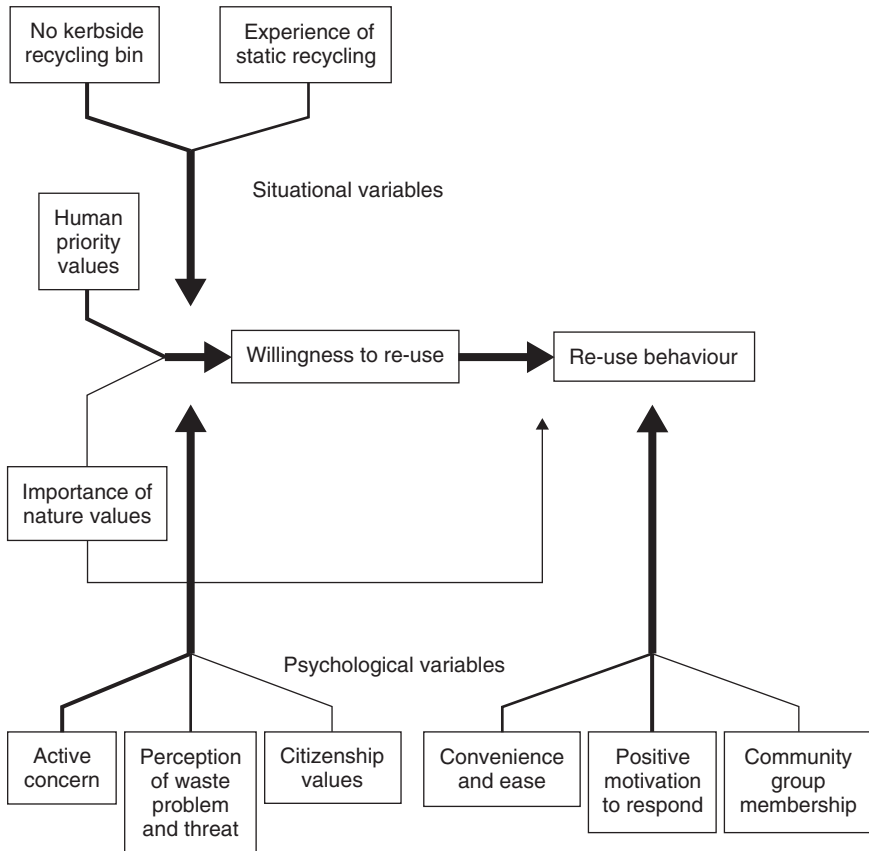 No kerbside
recycling bin
Experience of
static recycling
Situational variables
Human
priority
values
Willingness to re-use
Re-use behaviour
Importance of
nature values
Psychological variables
Active
concern
Perception
of waste
problem
and threat
Citizenship
values
Convenience
and ease
Positive
motivation
to respond
Community
group
membership